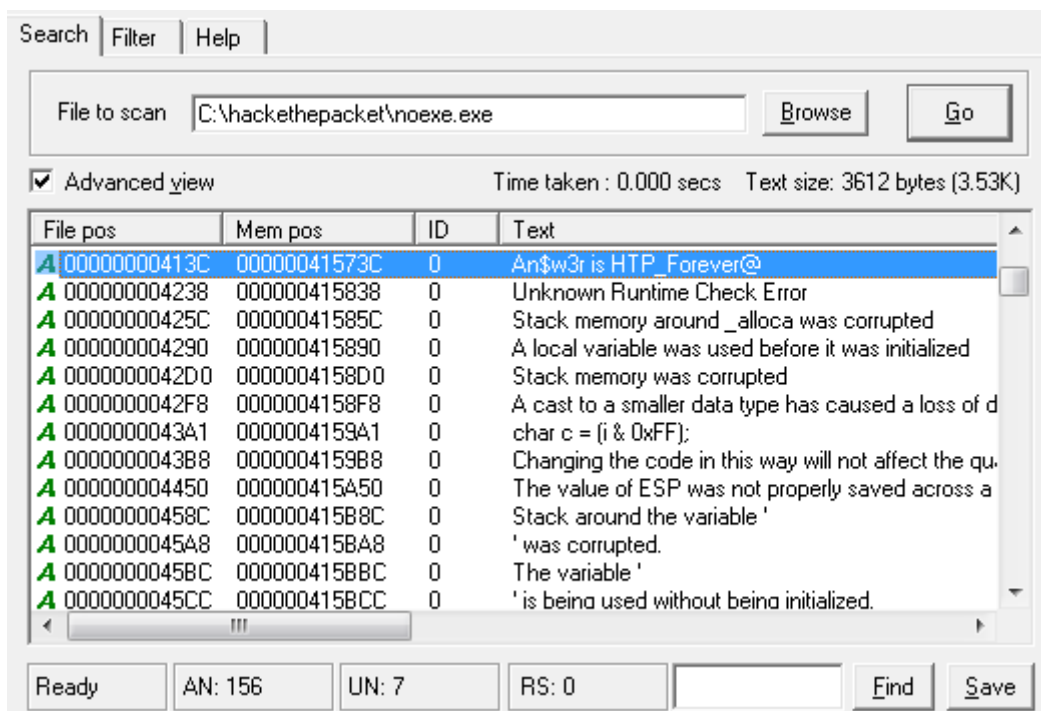 Search Filter Help
File to scan C:\hackethepacket\noexe.exe Browse Go
Advanced view Time taken : 0.000 secs Text size: 3612 bytes (3.53K)
File pos Mem pos ID Text
A 00000000413C 00000041573C 0 An$w3r is HTP_Forever@
A 000000004238 000000415838 0 Unknown Runtime Check Error
A 00000000425C 00000041585C 0 Stack memory around _alloca was corrupted
A 000000004290 000000415890 0 A local variable was used before it was initialized
A 0000000042D0 0000004158D0 0 Stack memory was corrupted
A 0000000042F8 0000004158F8 0 A cast to a smaller data type has caused a loss of d
A 0000000043A1 0000004159A1 0 char c = (i & 0xFF);
A 0000000043B8 0000004159B8 0 Changing the code in this way will not affect the qu
A 000000004450 000000415A50 0 The value of ESP was not properly saved across a
A 00000000458C 000000415B8C 0 Stack around the variable '
A 0000000045A8 000000415BA8 0 ' was corrupted.
A 0000000045BC 000000415BBC 0 The variable '
A 0000000045CC 000000415BCC 0 ' is being used without being initialized.
Ready AN: 156 UN: 7 RS: 0 Find Save